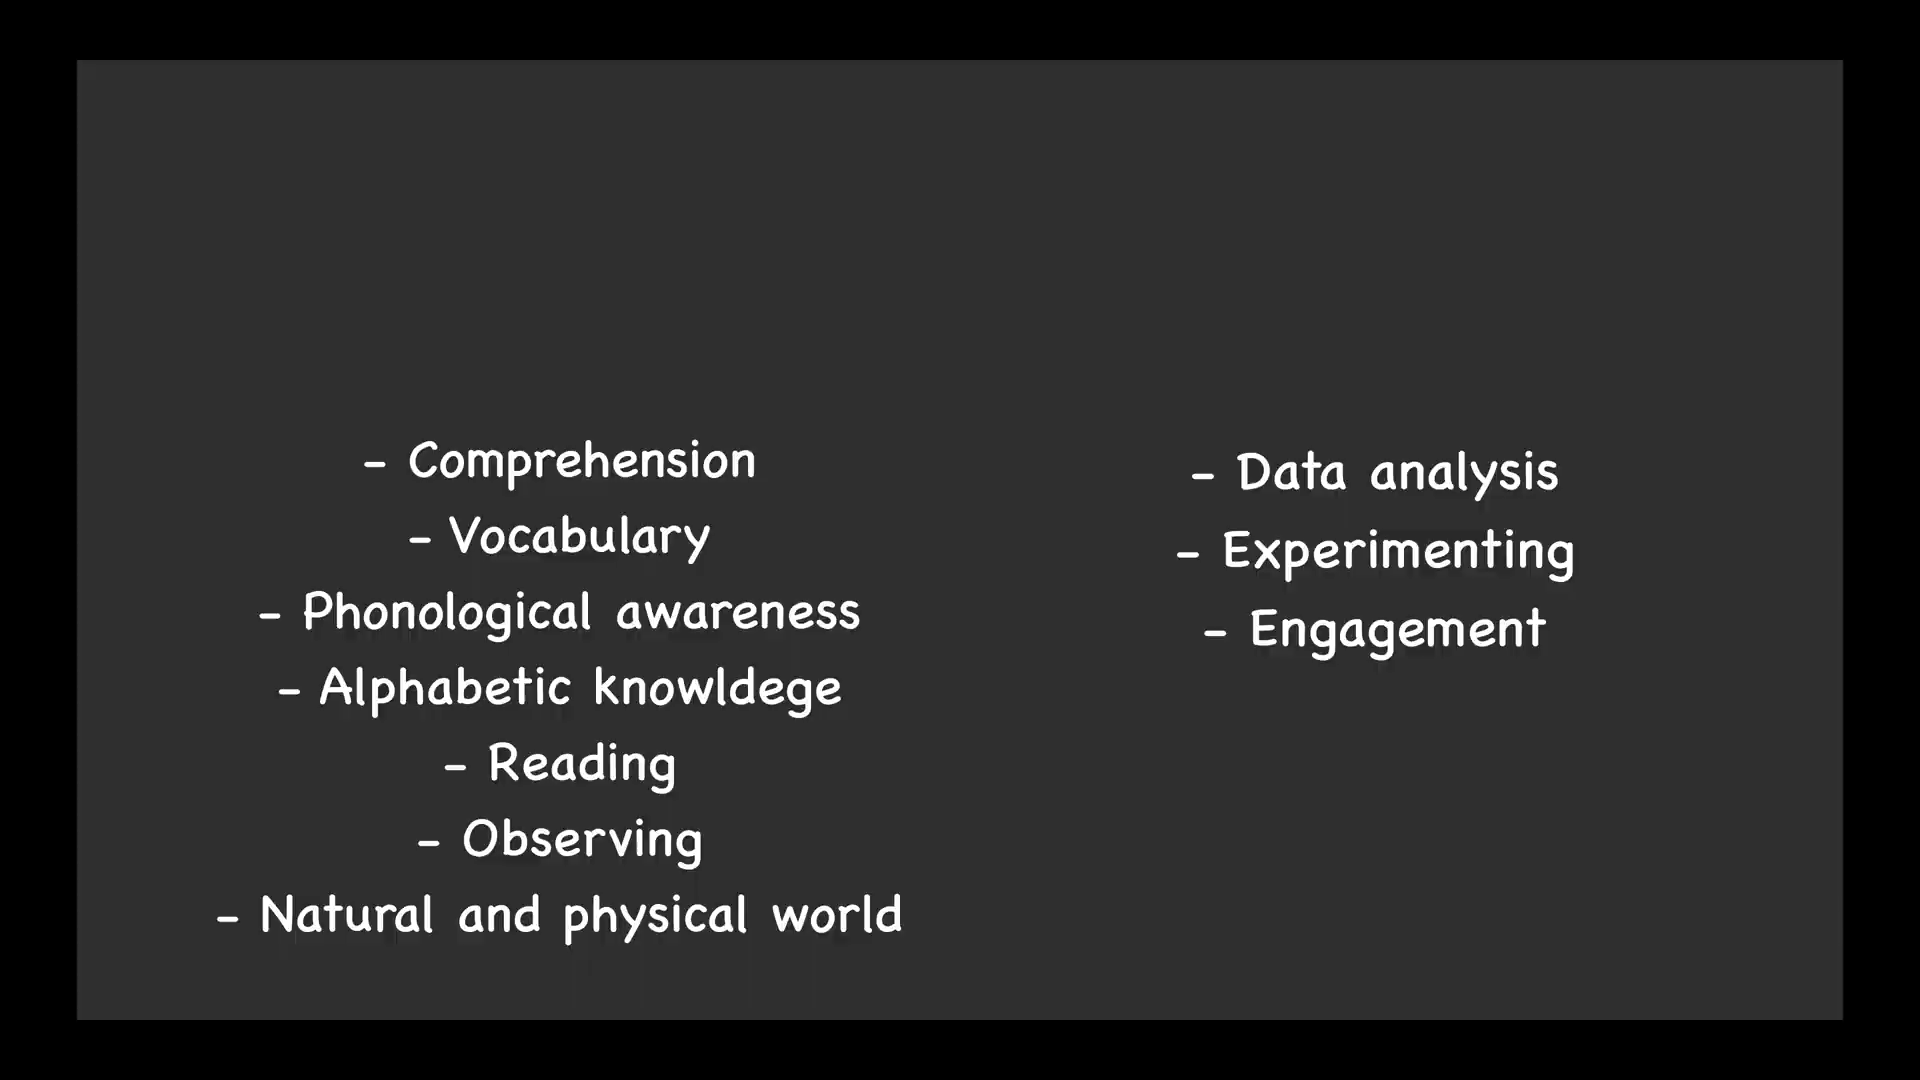 - Comprehension
- Vocabulary
- Phonological awareness
- Alphabetic knowldege
- Reading
- Observing
- Natural and physical world
- Data analysis
- Experimenting
- Engagement